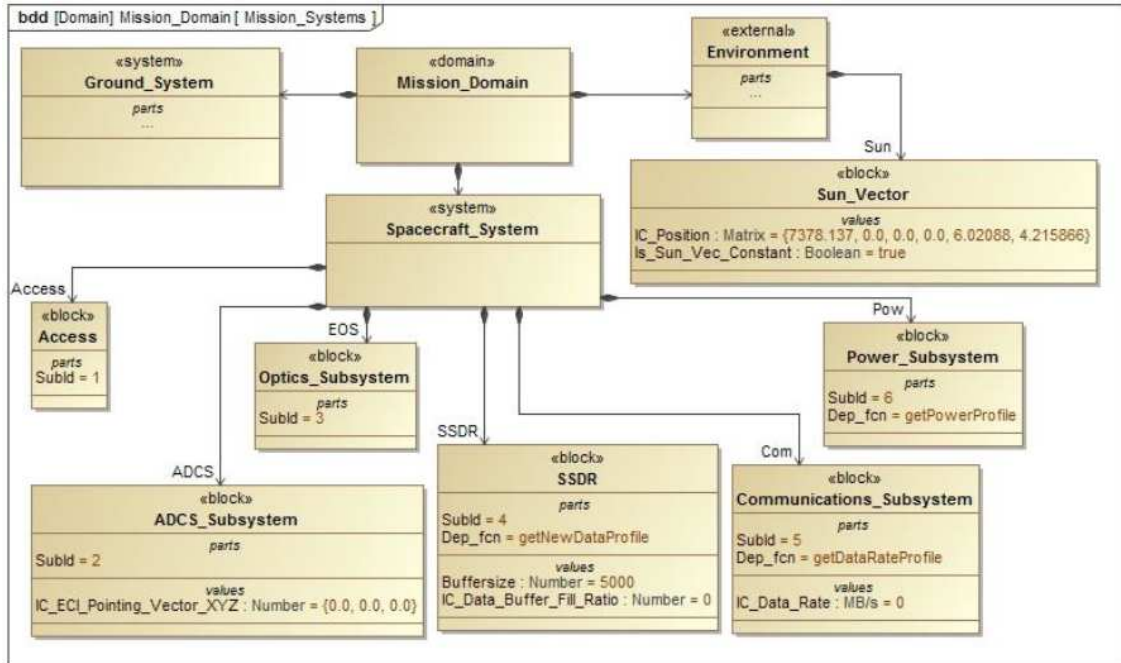 bdd [Domain] Mission_Domain [ Mission_Systems ]
«system»
Ground_System
parts
...
«domain»
Mission_Domain
«external»
Environment
parts
...
Sun
«block»
Sun_Vector
values
IC_Position : Matrix = {7378.137, 0.0, 0.0, 0.0, 6.02088, 4.215866}
Is_Sun_Vec_Constant : Boolean = true
«system»
Spacecraft_System
Access
«block»
Access
parts
SubId = 1
EOS
«block»
Optics_Subsystem
parts
SubId = 3
Pow
«block»
Power_Subsystem
parts
SubId = 6
Dep_fcn = getPowerProfile
ADCS
«block»
ADCS_Subsystem
parts
SubId = 2
values
IC_ECI_Pointing_Vector_XYZ : Number = {0.0, 0.0, 0.0}
SSDR
«block»
SSDR
parts
SubId = 4
Dep_fcn = getNewDataProfile
values
Buffersize : Number = 5000
IC_Data_Buffer_Fill_Ratio : Number = 0
Com
«block»
Communications_Subsystem
parts
SubId = 5
Dep_fcn = getDataRateProfile
values
IC_Data_Rate : MB/s = 0